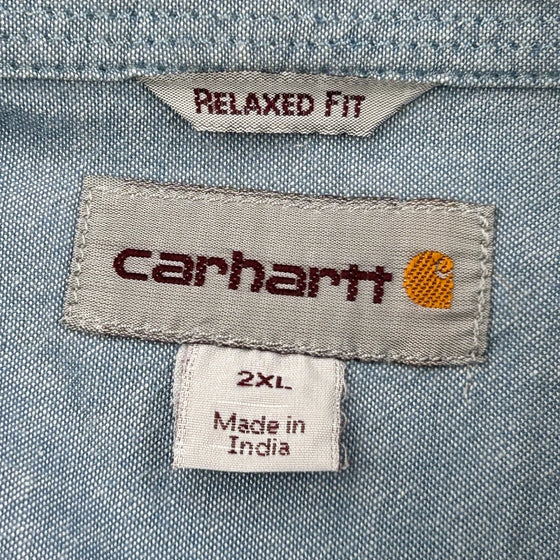 RELAXED FIT
carhartt
2XL
Made in
India